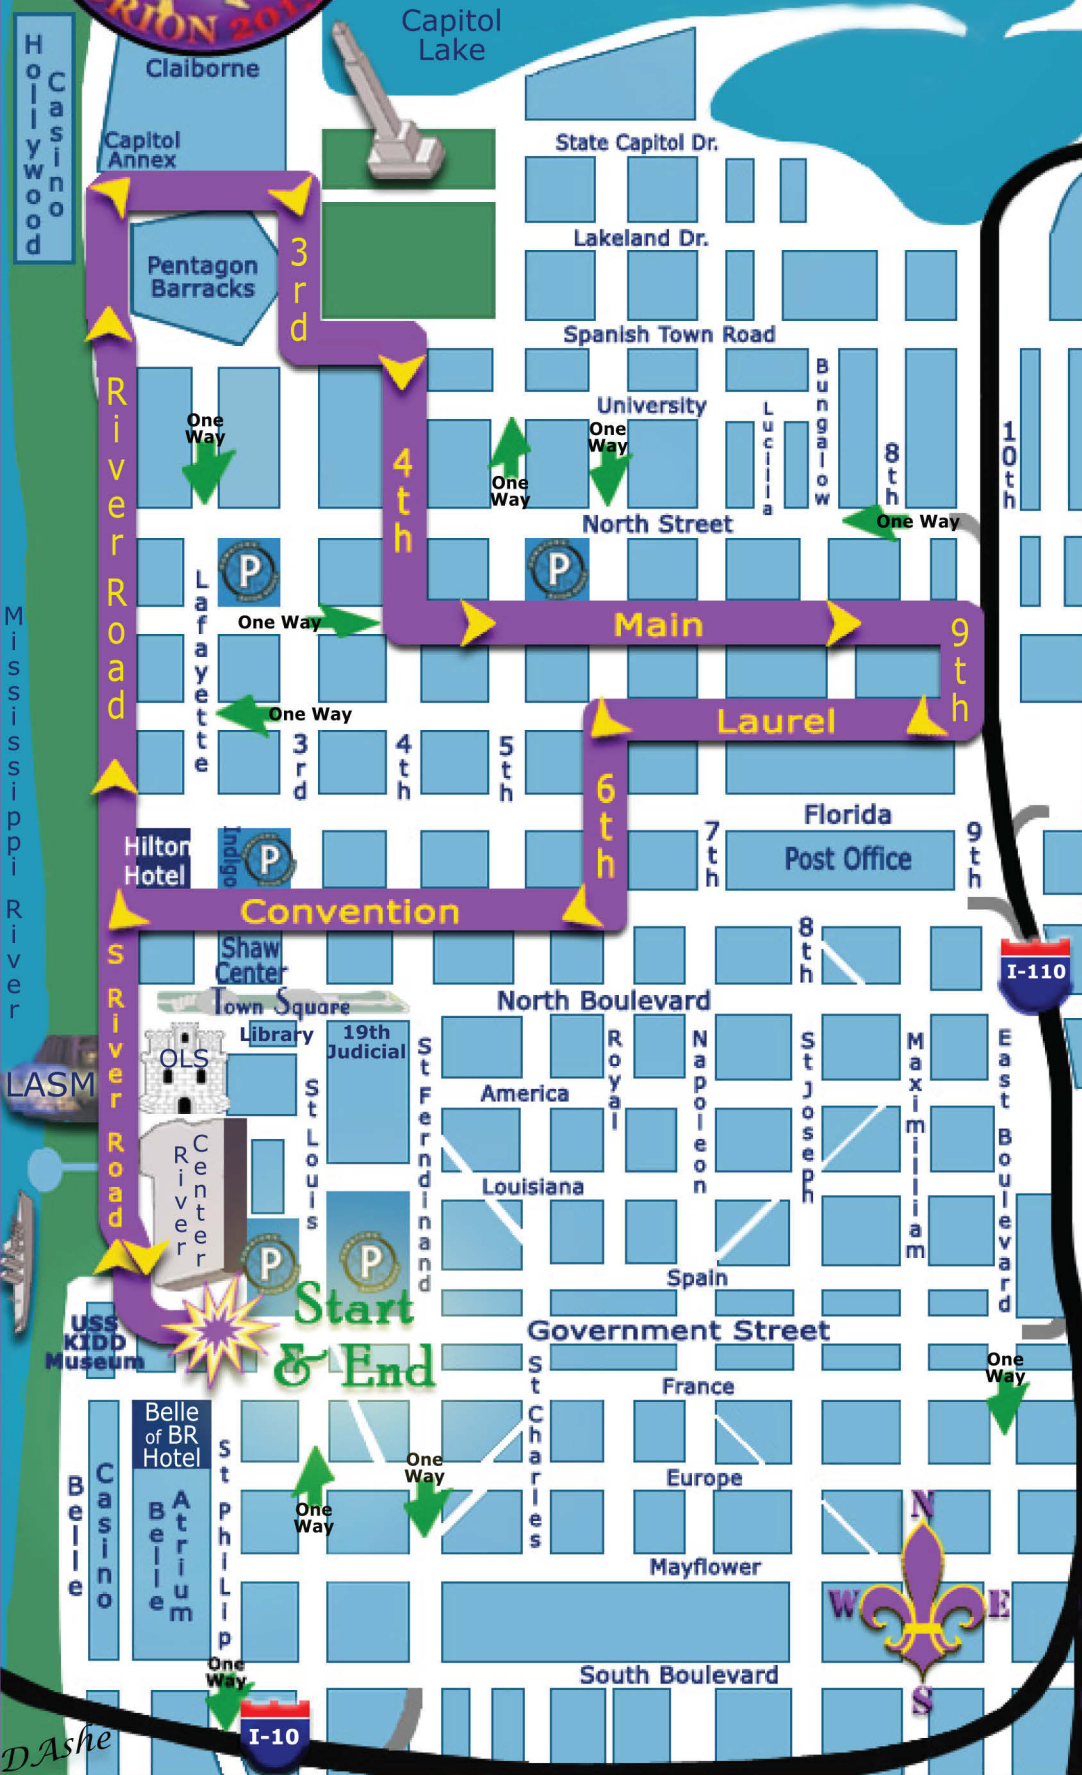 RION 201
Hollywood
Casino
Claiborne
Capitol
Annex
Capitol
Lake
State Capitol Dr.
Lakeland Dr.
Pentagon
Barracks
3rd
Spanish Town Road
University
Lucilla
Bungalow
8th
10th
River Road
One
Way
4th
One
Way
One
Way
North Street
One Way
P
P
Lafayette
One Way
Main
9th
Mississippi River
One Way
Laurel
3rd
4th
5th
6th
Florida
7th
Post Office
9th
Hilton
Hotel
Indigo
P
Convention
8th
I-110
S River Road
Shaw
Center
Town Square
North Boulevard
Library
19th
Judicial
OLS
LASM
St Louis
St Ferndinand
Royal
Napoleon
St Joseph
Maximilliam
East Boulevard
America
River
Center
Louisiana
P
P
Spain
Start
& End
USS
KIDD
Museum
Government Street
St Charles
France
One
Way
Belle
of BR
Hotel
Belle
Casino
Belle
Atrium
St PhiLip
One
Way
One
Way
Europe
Mayflower
N
W
E
S
One
Way
South Boulevard
I-10
DAshe